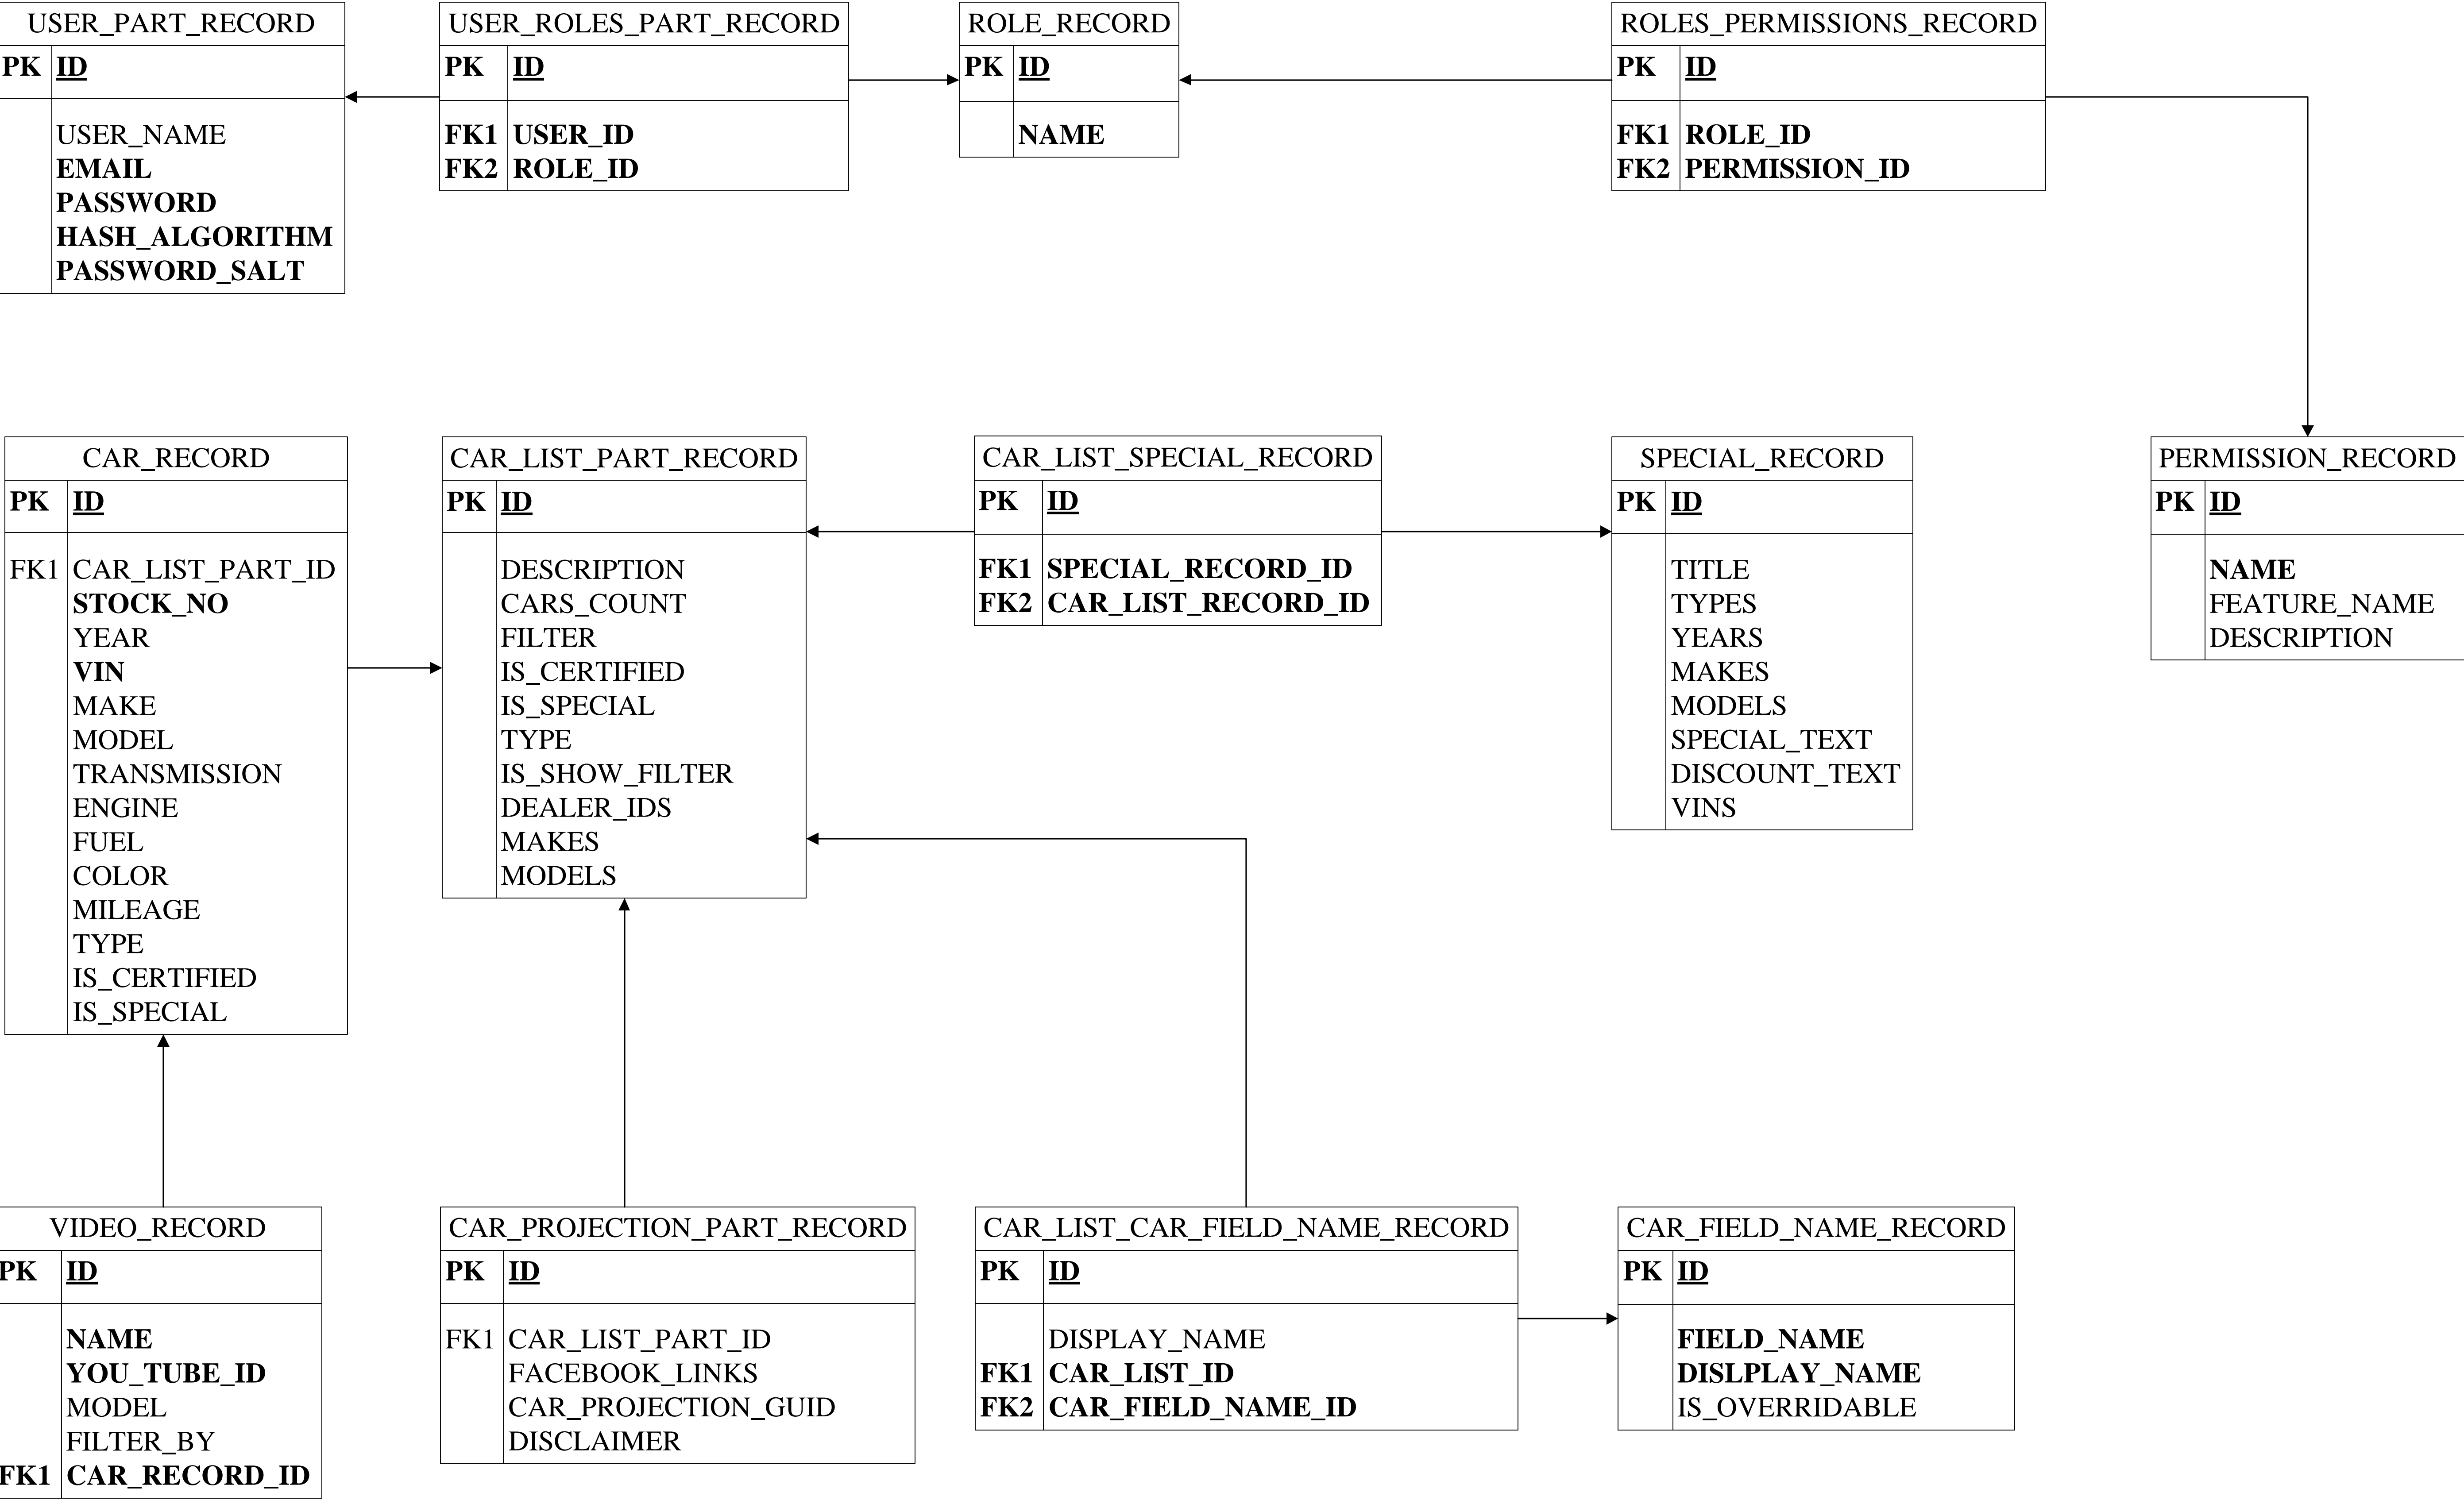 USER_PART_RECORD
PK ID
USER_NAME
EMAIL
PASSWORD
HASH_ALGORITHM
PASSWORD_SALT
USER_ROLES_PART_RECORD
PK ID
FK1 USER_ID
FK2 ROLE_ID
ROLE_RECORD
PK ID
NAME
ROLES_PERMISSIONS_RECORD
PK ID
FK1 ROLE_ID
FK2 PERMISSION_ID
CAR_RECORD
PK ID
FK1 CAR_LIST_PART_ID
STOCK_NO
YEAR
VIN
MAKE
MODEL
TRANSMISSION
ENGINE
FUEL
COLOR
MILEAGE
TYPE
IS_CERTIFIED
IS_SPECIAL
CAR_LIST_PART_RECORD
PK ID
DESCRIPTION
CARS_COUNT
FILTER
IS_CERTIFIED
IS_SPECIAL
TYPE
IS_SHOW_FILTER
DEALER_IDS
MAKES
MODELS
CAR_LIST_SPECIAL_RECORD
PK ID
FK1 SPECIAL_RECORD_ID
FK2 CAR_LIST_RECORD_ID
SPECIAL_RECORD
PK ID
TITLE
TYPES
YEARS
MAKES
MODELS
SPECIAL_TEXT
DISCOUNT_TEXT
VINS
PERMISSION_RECORD
PK ID
NAME
FEATURE_NAME
DESCRIPTION
VIDEO_RECORD
PK ID
NAME
YOU_TUBE_ID
MODEL
FILTER_BY
FK1 CAR_RECORD_ID
CAR_PROJECTION_PART_RECORD
PK ID
FK1 CAR_LIST_PART_ID
FACEBOOK_LINKS
CAR_PROJECTION_GUID
DISCLAIMER
CAR_LIST_CAR_FIELD_NAME_RECORD
PK ID
DISPLAY_NAME
FK1 CAR_LIST_ID
FK2 CAR_FIELD_NAME_ID
CAR_FIELD_NAME_RECORD
PK ID
FIELD_NAME
DISLPLAY_NAME
IS_OVERRIDABLE